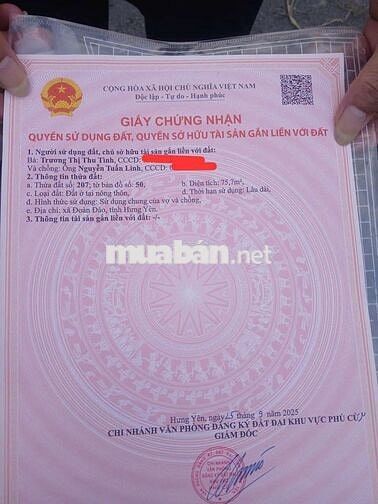 CỘNG HÒA XÃ HỘI CHỦ NGHĨA VIỆT NAM
Độc lập - Tự do - Hạnh phúc
GIẤY CHỨNG NHẬN
QUYỀN SỬ DỤNG ĐẤT, QUYỀN SỞ HỮU TÀI SẢN GẮN LIỀN VỚI ĐẤT
1. Người sử dụng đất, chủ sở hữu tài sản gắn liền với đất:
Bà: Trương Thị Thu Tình, CCCD:
Và chồng: Ông Nguyễn Tuấn Linh, CCCD:
2. Thông tin thửa đất:
a. Thửa đất số: 207; tờ bản đồ số: 50, b. Diện tích: 75,7m²,
c. Loại đất: Đất ở tại nông thôn, d. Thời hạn sử dụng: Lâu dài,
đ. Hình thức sử dụng: Sử dụng chung của vợ và chồng,
e. Địa chỉ: xã Đoàn Đào, tỉnh Hưng Yên.
3. Thông tin tài sản gắn liền với đất: -/-
muaban.net
Hưng Yên, ngày 15 tháng 9 năm 2025
CHI NHÁNH VĂN PHÒNG ĐĂNG KÝ ĐẤT ĐAI KHU VỰC PHÙ CỪ
GIÁM ĐỐC